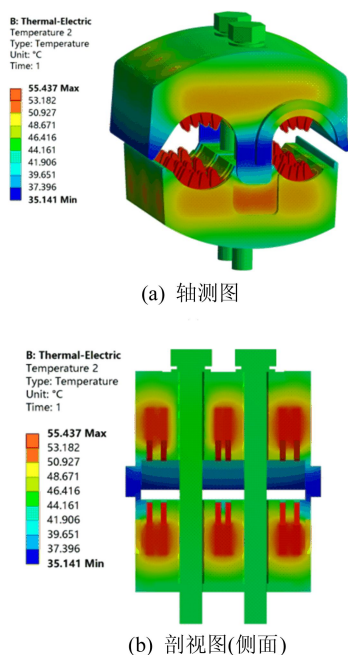 B: Thermal-Electric
Temperature 2
Type: Temperature
Unit: °C
Time: 1
55.437 Max
53.182
50.927
48.671
46.416
44.161
41.906
39.651
37.396
35.141 Min
(a) 轴测图
B: Thermal-Electric
Temperature 2
Type: Temperature
Unit: °C
Time: 1
55.437 Max
53.182
50.927
48.671
46.416
44.161
41.906
39.651
37.396
35.141 Min
(b) 剖视图(侧面)